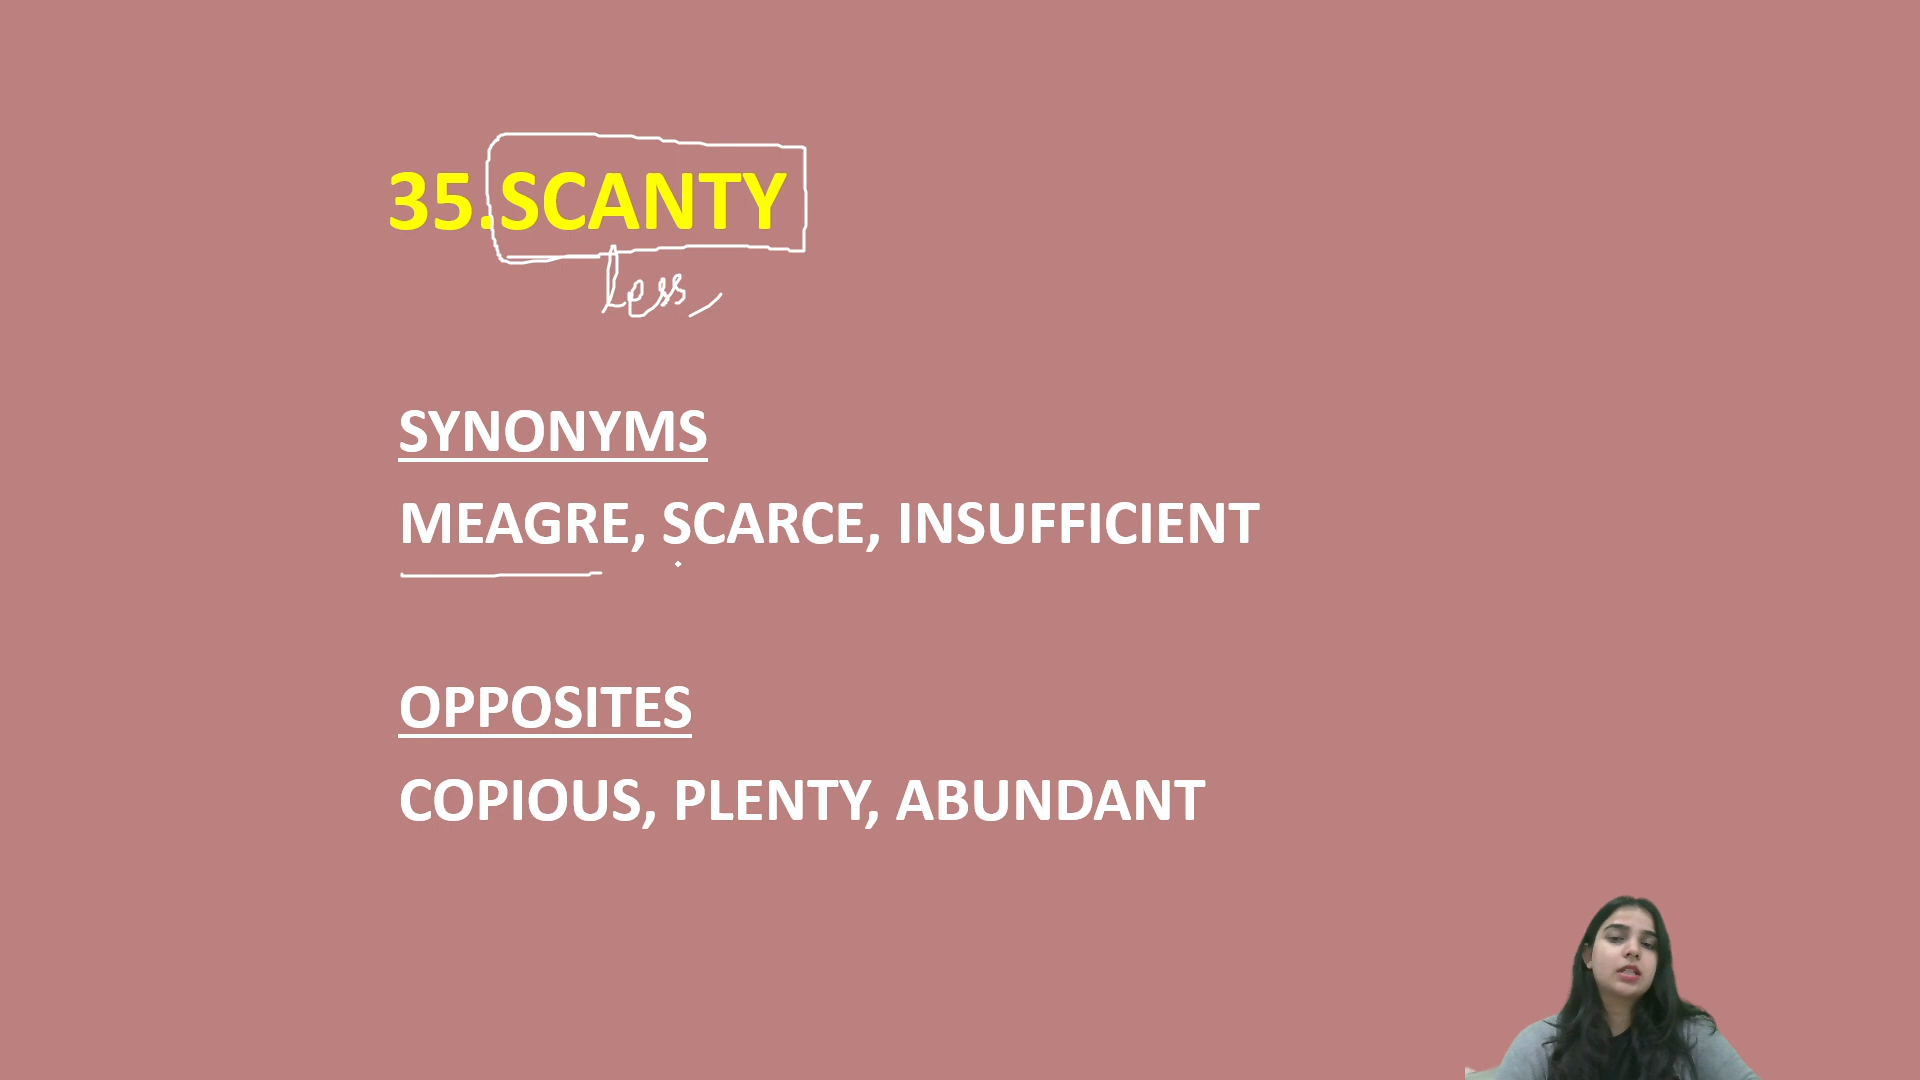 35.SCANTY
less
SYNONYMS
MEAGRE, SCARCE, INSUFFICIENT
OPPOSITES
COPIOUS, PLENTY, ABUNDANT